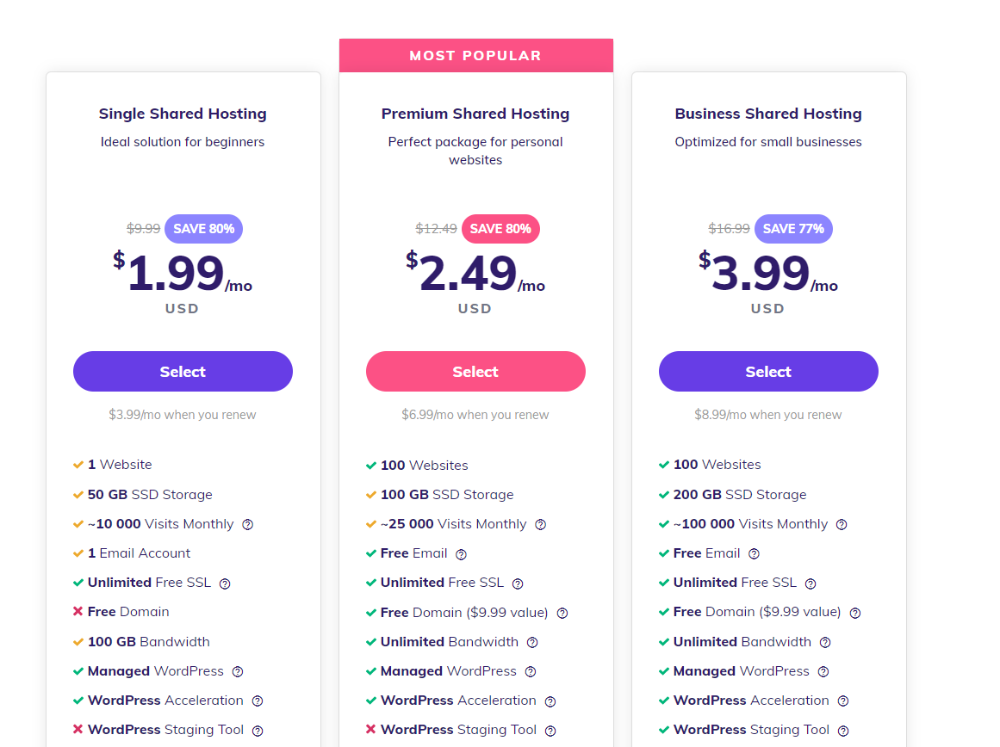 MOST POPULAR
Single Shared Hosting
Ideal solution for beginners
$9.99 SAVE 80%
$1.99/mo
USD
Select
$3.99/mo when you renew
1 Website
50 GB SSD Storage
~10 000 Visits Monthly
1 Email Account
Unlimited Free SSL
Free Domain
100 GB Bandwidth
Managed WordPress
WordPress Acceleration
WordPress Staging Tool
Premium Shared Hosting
Perfect package for personal
websites
$12.49 SAVE 80%
$2.49/mo
USD
Select
$6.99/mo when you renew
100 Websites
100 GB SSD Storage
~25 000 Visits Monthly
Free Email
Unlimited Free SSL
Free Domain ($9.99 value)
Unlimited Bandwidth
Managed WordPress
WordPress Acceleration
WordPress Staging Tool
Business Shared Hosting
Optimized for small businesses
$16.99 SAVE 77%
$3.99/mo
USD
Select
$8.99/mo when you renew
100 Websites
200 GB SSD Storage
~100 000 Visits Monthly
Free Email
Unlimited Free SSL
Free Domain ($9.99 value)
Unlimited Bandwidth
Managed WordPress
WordPress Acceleration
WordPress Staging Tool